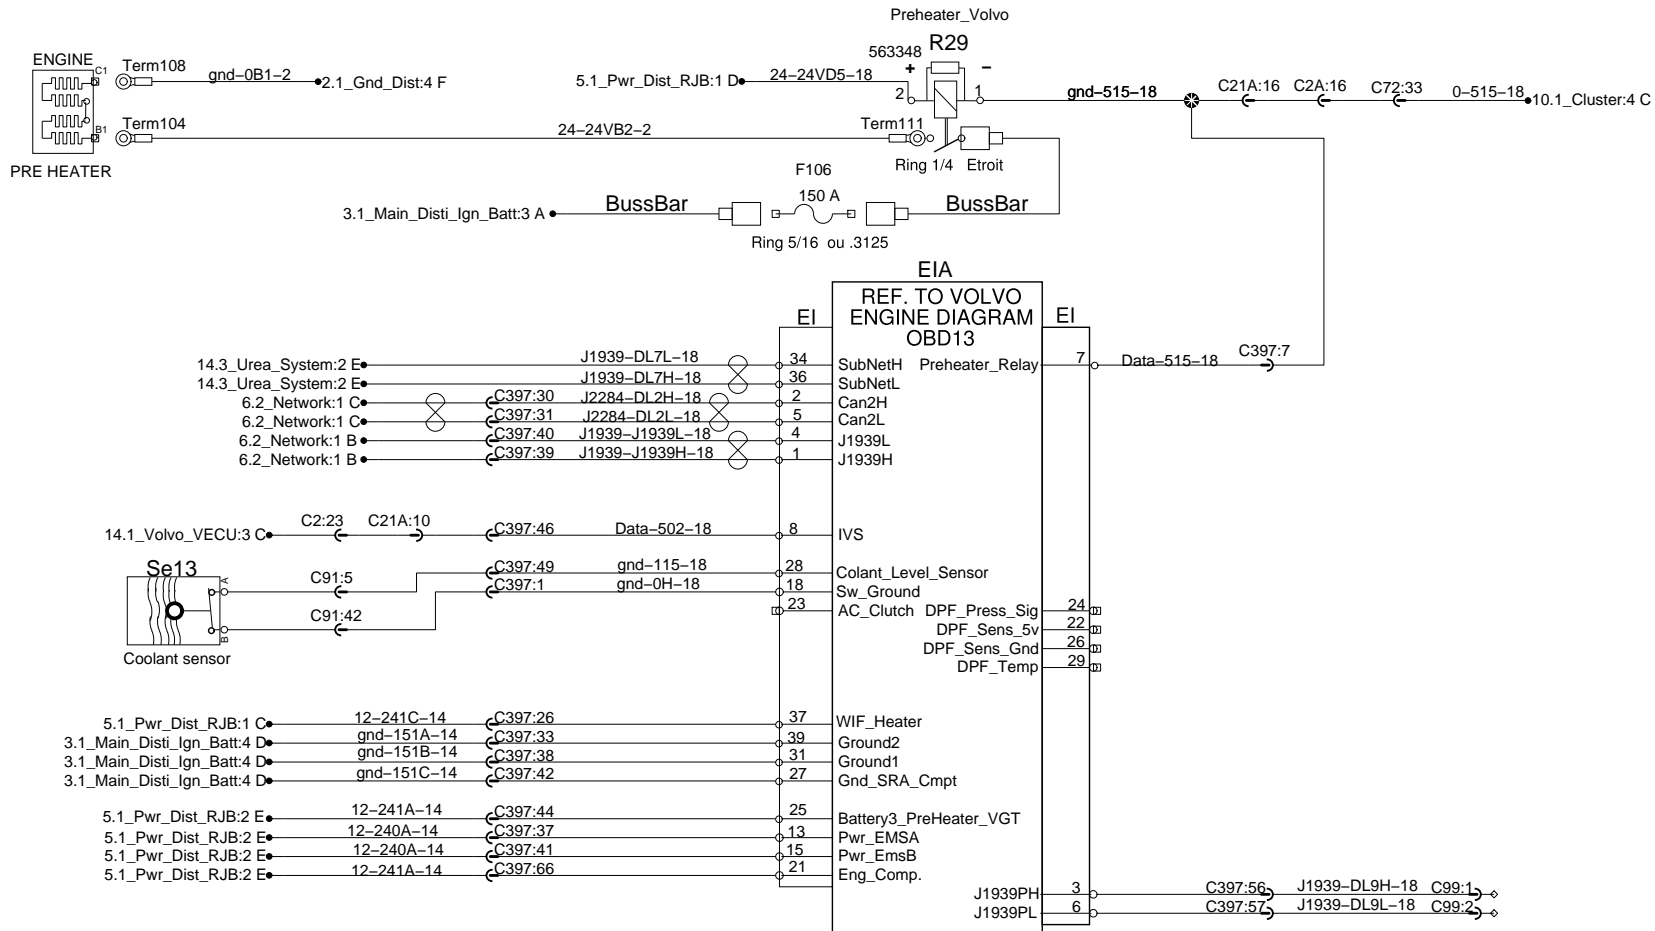 Preheater_Volvo
563348 R29
ENGINE
C1
Term108
gnd-0B1-2
2.1_Gnd_Dist:4 F
5.1_Pwr_Dist_RJB:1 D
24-24VD5-18
+ −
2 1
gnd-515-18
C21A:16
C2A:16
C72:33
0-515-18
10.1_Cluster:4 C
B1
Term104
24-24VB2-2
Term111
PRE HEATER
Ring 1/4 Etroit
F106
150 A
3.1_Main_Disti_Ign_Batt:3 A
BussBar
BussBar
Ring 5/16 ou .3125
EIA
REF. TO VOLVO
ENGINE DIAGRAM
OBD13
EI
EI
14.3_Urea_System:2 E J1939-DL7L-18 34 SubNetH
Preheater_Relay 7 Data-515-18 C397:7
14.3_Urea_System:2 E J1939-DL7H-18 36 SubNetL
6.2_Network:1 C C397:30 J2284-DL2H-18 2 Can2H
6.2_Network:1 C C397:31 J2284-DL2L-18 5 Can2L
6.2_Network:1 B C397:40 J1939-J1939L-18 4 J1939L
6.2_Network:1 B C397:39 J1939-J1939H-18 1 J1939H
14.1_Volvo_VECU:3 C C2:23 C21A:10 C397:46 Data-502-18 8 IVS
Se13
A
C91:5 C397:49 gnd-115-18 28 Colant_Level_Sensor
C397:1 gnd-0H-18 18 Sw_Ground
23 AC_Clutch DPF_Press_Sig 24
B
C91:42
DPF_Sens_5v 22
DPF_Sens_Gnd 26
Coolant sensor
DPF_Temp 29
5.1_Pwr_Dist_RJB:1 C 12-241C-14 C397:26 37 WIF_Heater
3.1_Main_Disti_Ign_Batt:4 D gnd-151A-14 C397:33 39 Ground2
3.1_Main_Disti_Ign_Batt:4 D gnd-151B-14 C397:38 31 Ground1
3.1_Main_Disti_Ign_Batt:4 D gnd-151C-14 C397:42 27 Gnd_SRA_Cmpt
5.1_Pwr_Dist_RJB:2 E 12-241A-14 C397:44 25 Battery3_PreHeater_VGT
5.1_Pwr_Dist_RJB:2 E 12-240A-14 C397:37 13 Pwr_EMSA
5.1_Pwr_Dist_RJB:2 E 12-240A-14 C397:41 15 Pwr_EmsB
5.1_Pwr_Dist_RJB:2 E 12-241A-14 C397:66 21 Eng_Comp.
J1939PH 3 C397:56 J1939-DL9H-18 C99:1
J1939PL 6 C397:57 J1939-DL9L-18 C99:2